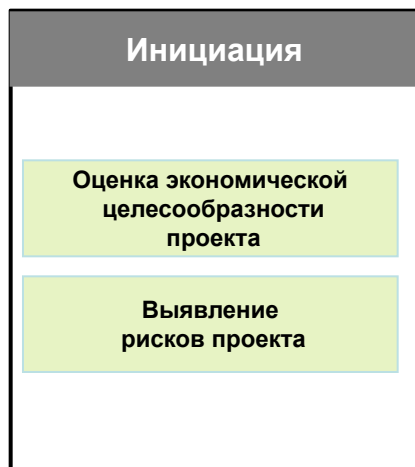 Инициация
Оценка экономической
целесообразности
проекта
Выявление
рисков проекта